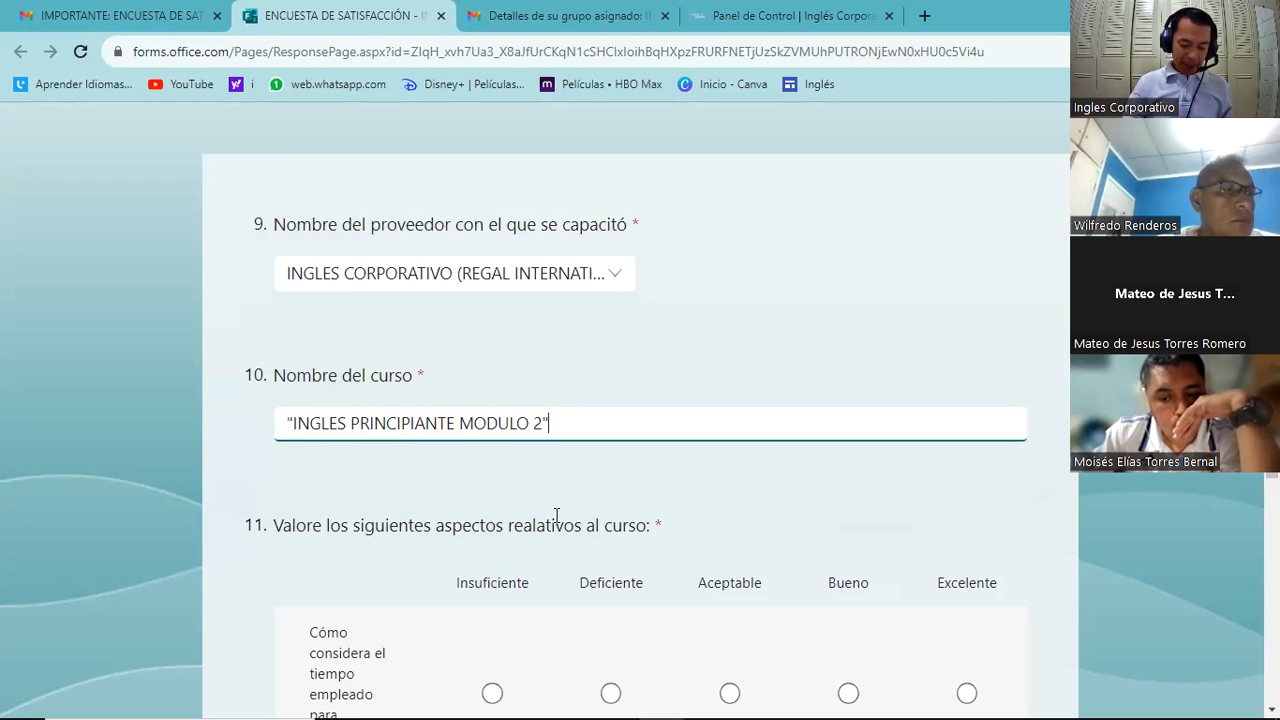 IMPORTANTE: ENCUESTA DE SAT
ENCUESTA DE SATISFACCIÓN - I
Detalles de su grupo asignado:
Panel de Control | Inglés Corpora
forms.office.com/Pages/ResponsePage.aspx?id=
Aprender Idiomas...
YouTube
web.whatsapp.com
Disney+ | Películas...
Películas • HBO Max
Inicio - Canva
Inglés
9. Nombre del proveedor con el que se capacitó *
INGLES CORPORATIVO (REGAL INTERNATI...
10. Nombre del curso *
"INGLES PRINCIPIANTE MODULO 2"
11. Valore los siguientes aspectos realativos al curso: *
Insuficiente Deficiente Aceptable Bueno Excelente
Cómo
considera el
tiempo
empleado
para
Ingles Corporativo
Wilfredo Renderos
Mateo de Jesus T...
Mateo de Jesus Torres Romero
Moisés Elías Torres Bernal